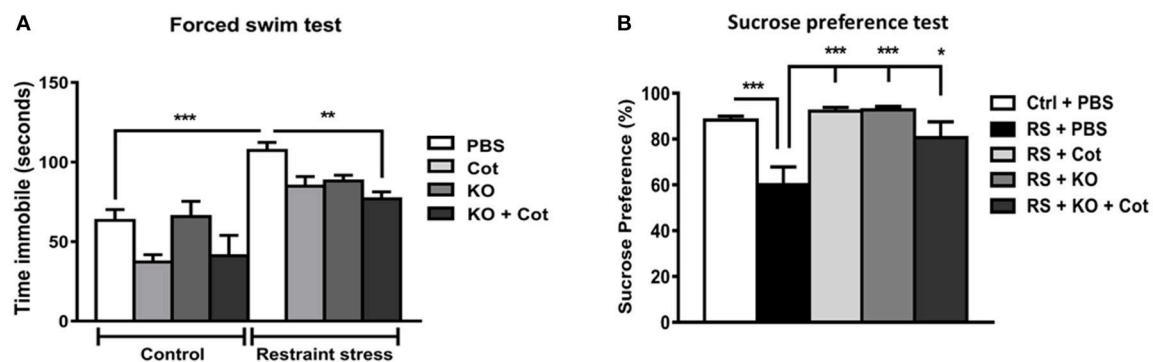 A
Forced swim test
Time immobile (seconds)
150
100
50
0
***
**
PBS
Cot
KO
KO + Cot
Control
Restraint stress
B
Sucrose preference test
Sucrose Preference (%)
100
80
60
40
20
0
***
***
***
*
Ctrl + PBS
RS + PBS
RS + Cot
RS + KO
RS + KO + Cot